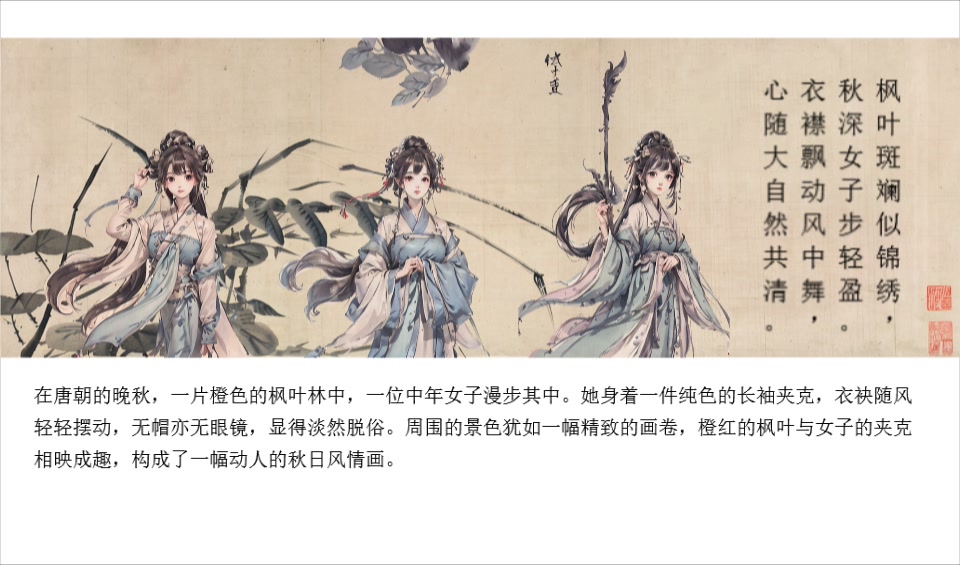 枫叶斑斓似锦绣，
秋深女子步轻盈。
衣襟飘动风中舞，
心随大自然共清。
在唐朝的晚秋，一片橙色的枫叶林中，一位中年女子漫步其中。她身着一件纯色的长袖夹克，衣袂随风
轻轻摆动，无帽亦无眼镜，显得淡然脱俗。周围的景色犹如一幅精致的画卷，橙红的枫叶与女子的夹克
相映成趣，构成了一幅动人的秋日风情画。